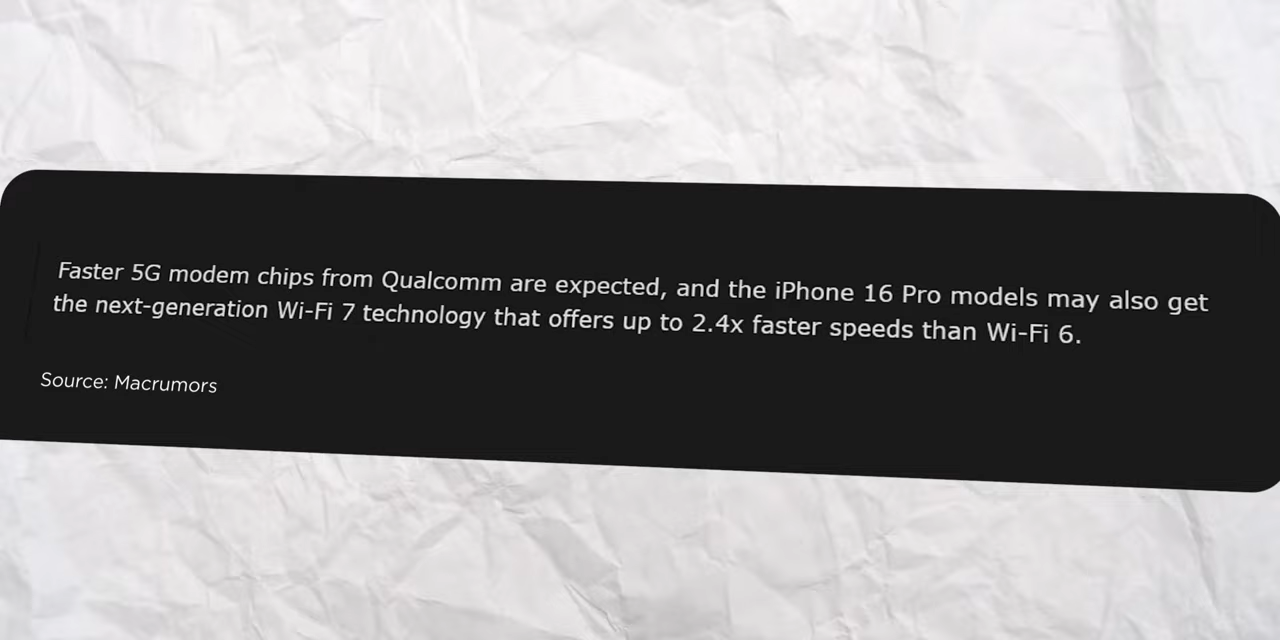 Faster 5G modem chips from Qualcomm are expected, and the iPhone 16 Pro models may also get
the next-generation Wi-Fi 7 technology that offers up to 2.4x faster speeds than Wi-Fi 6.
Source: Macrumors